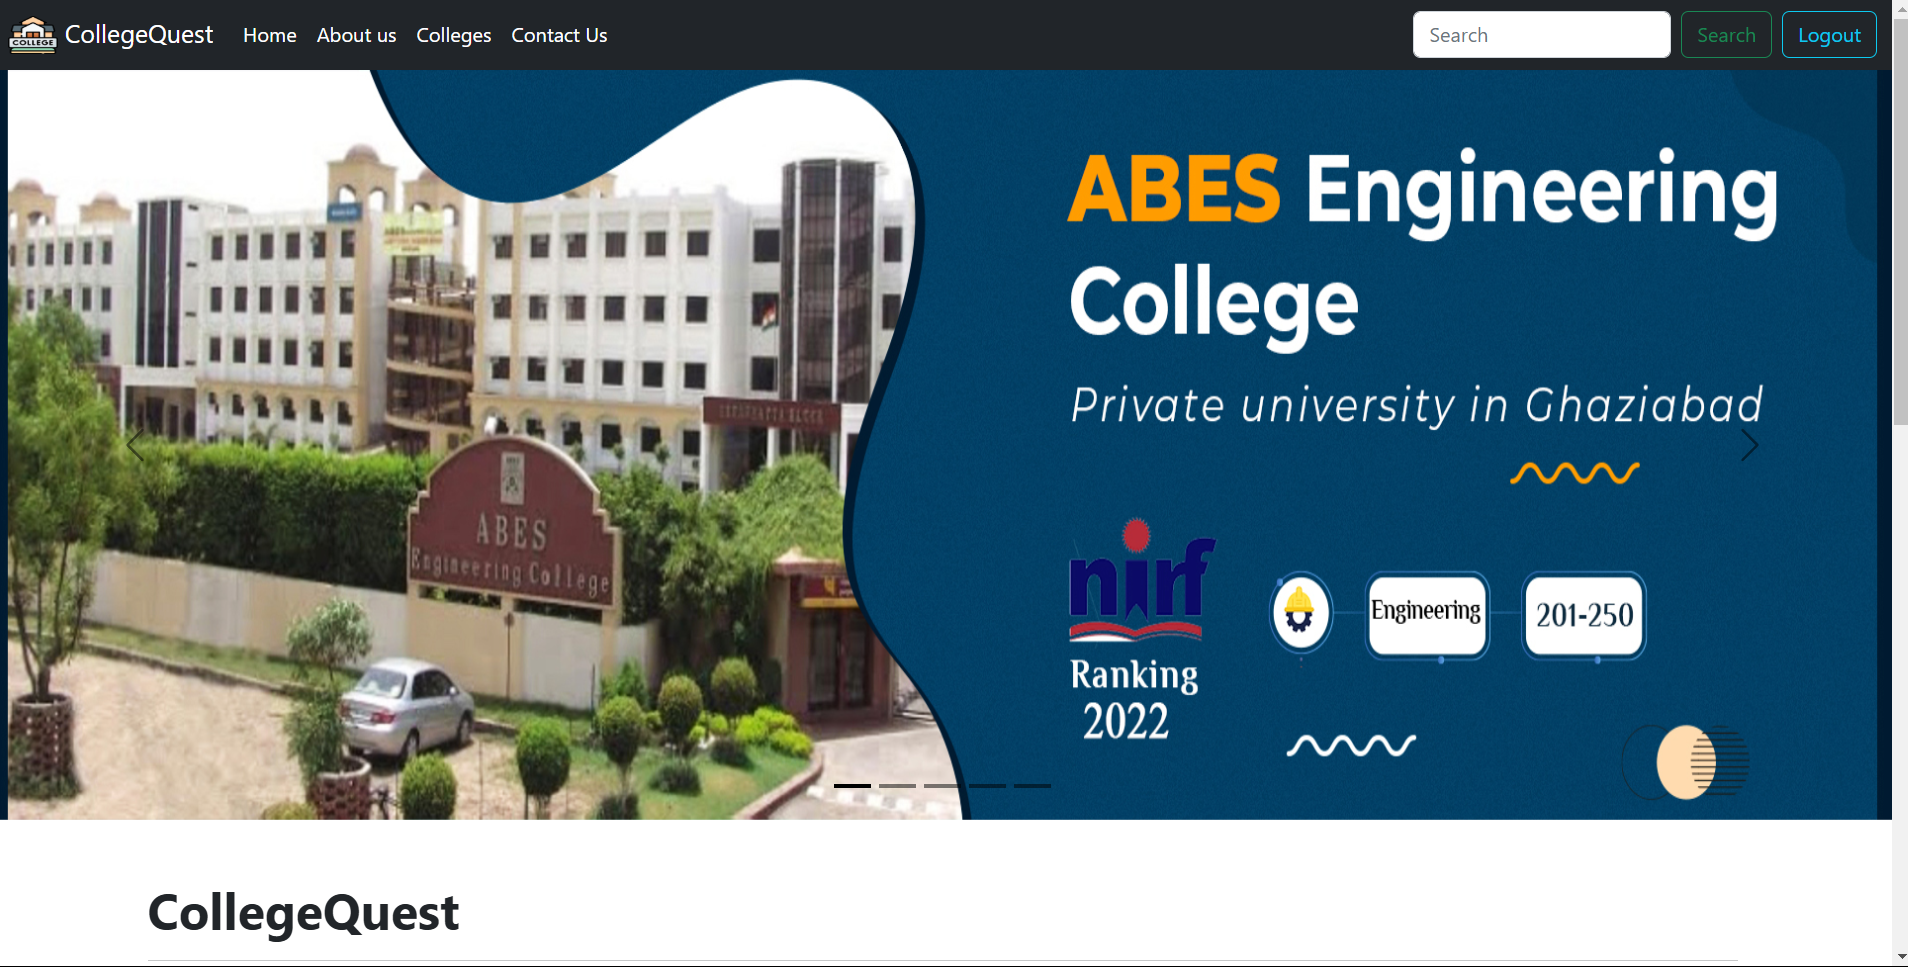 COLLEGE
CollegeQuest
Home
About us
Colleges
Contact Us
Search
Search
Logout
ABES Engineering
College
Private university in Ghaziabad
ABES
Engineering College
nirf
Ranking
2022
Engineering
201-250
CollegeQuest